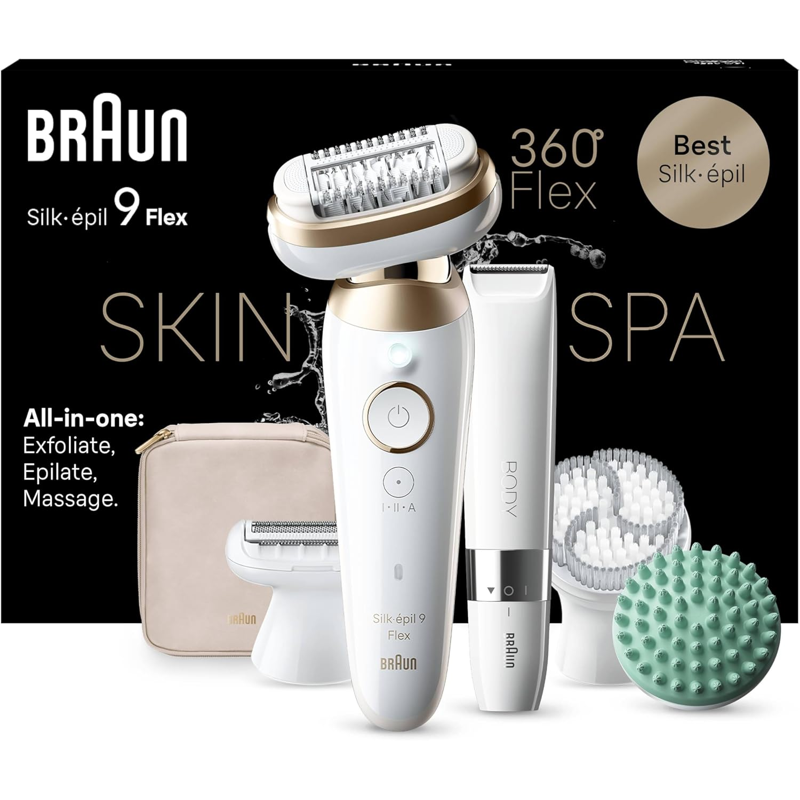 BRAUN
Silk·épil 9 Flex
360°
Flex
Best
Silk·épil
SKIN SPA
All-in-one:
Exfoliate,
Epilate,
Massage.
BRAUN
I·II·A
Silk·épil 9
Flex
BRAUN
BODY
BRAUN